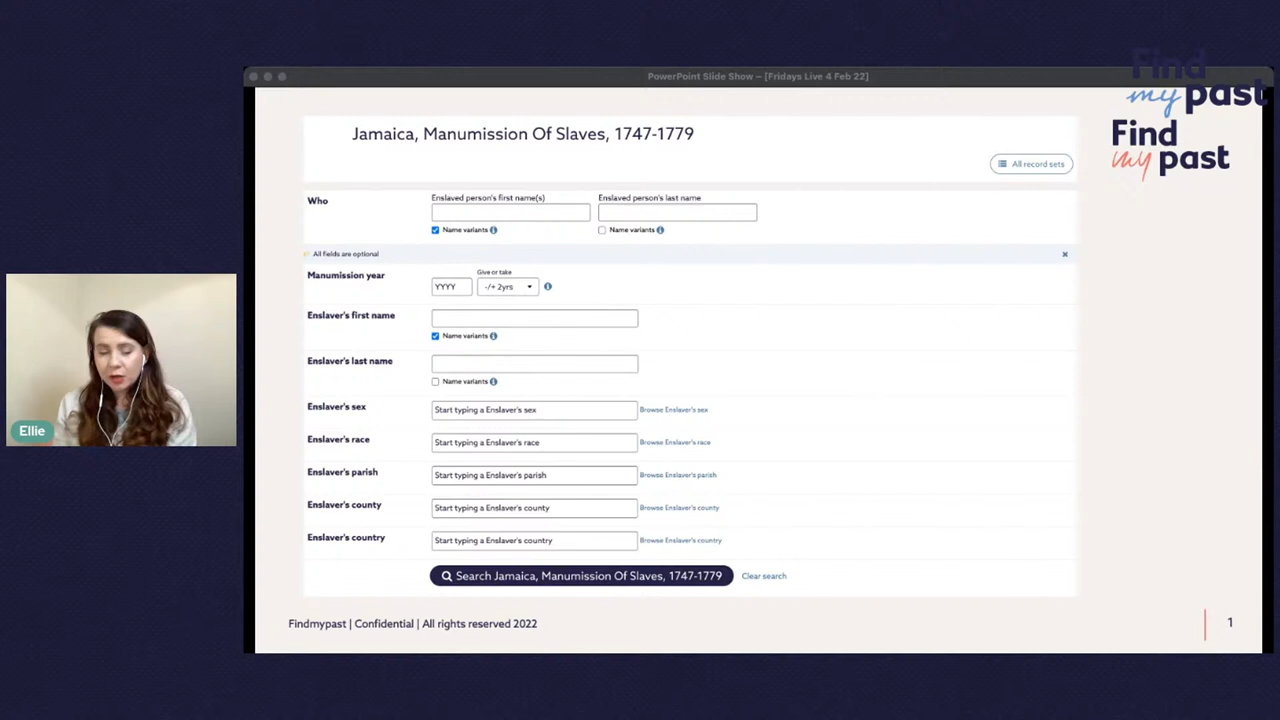 PowerPoint Slide Show – [Fridays Live 4 Feb 22]
Find
my past
Find
my past
Jamaica, Manumission Of Slaves, 1747-1779
All record sets
Who
Enslaved person's first name(s) Enslaved person's last name
Name variants Name variants
All fields are optional
Manumission year
Give or take
YYYY -/+ 2yrs
Enslaver's first name
Name variants
Enslaver's last name
Name variants
Enslaver's sex Start typing a Enslaver's sex Browse Enslaver's sex
Enslaver's race Start typing a Enslaver's race Browse Enslaver's race
Enslaver's parish Start typing a Enslaver's parish Browse Enslaver's parish
Enslaver's county Start typing a Enslaver's county Browse Enslaver's county
Enslaver's country Start typing a Enslaver's country Browse Enslaver's country
Search Jamaica, Manumission Of Slaves, 1747-1779 Clear search
Findmypast | Confidential | All rights reserved 2022
1
Ellie